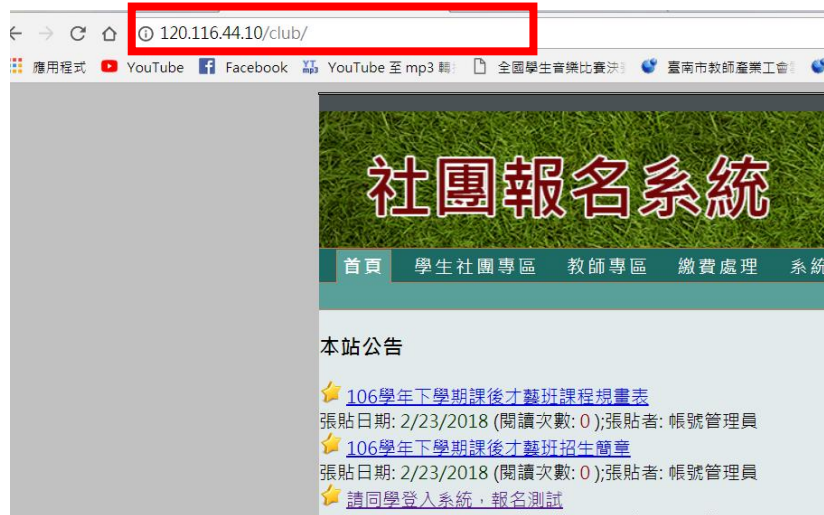 120.116.44.10/club/
應用程式 YouTube Facebook YouTube 至 mp3 轉 全國學生音樂比賽決 臺南市教師產業工會
社團報名系統
首頁 學生社團專區 教師專區 繳費處理 系統
本站公告
106學年下學期課後才藝班課程規畫表
張貼日期: 2/23/2018 (閱讀次數: 0 );張貼者: 帳號管理員
106學年下學期課後才藝班招生簡章
張貼日期: 2/23/2018 (閱讀次數: 0 );張貼者: 帳號管理員
請同學登入系統，報名測試